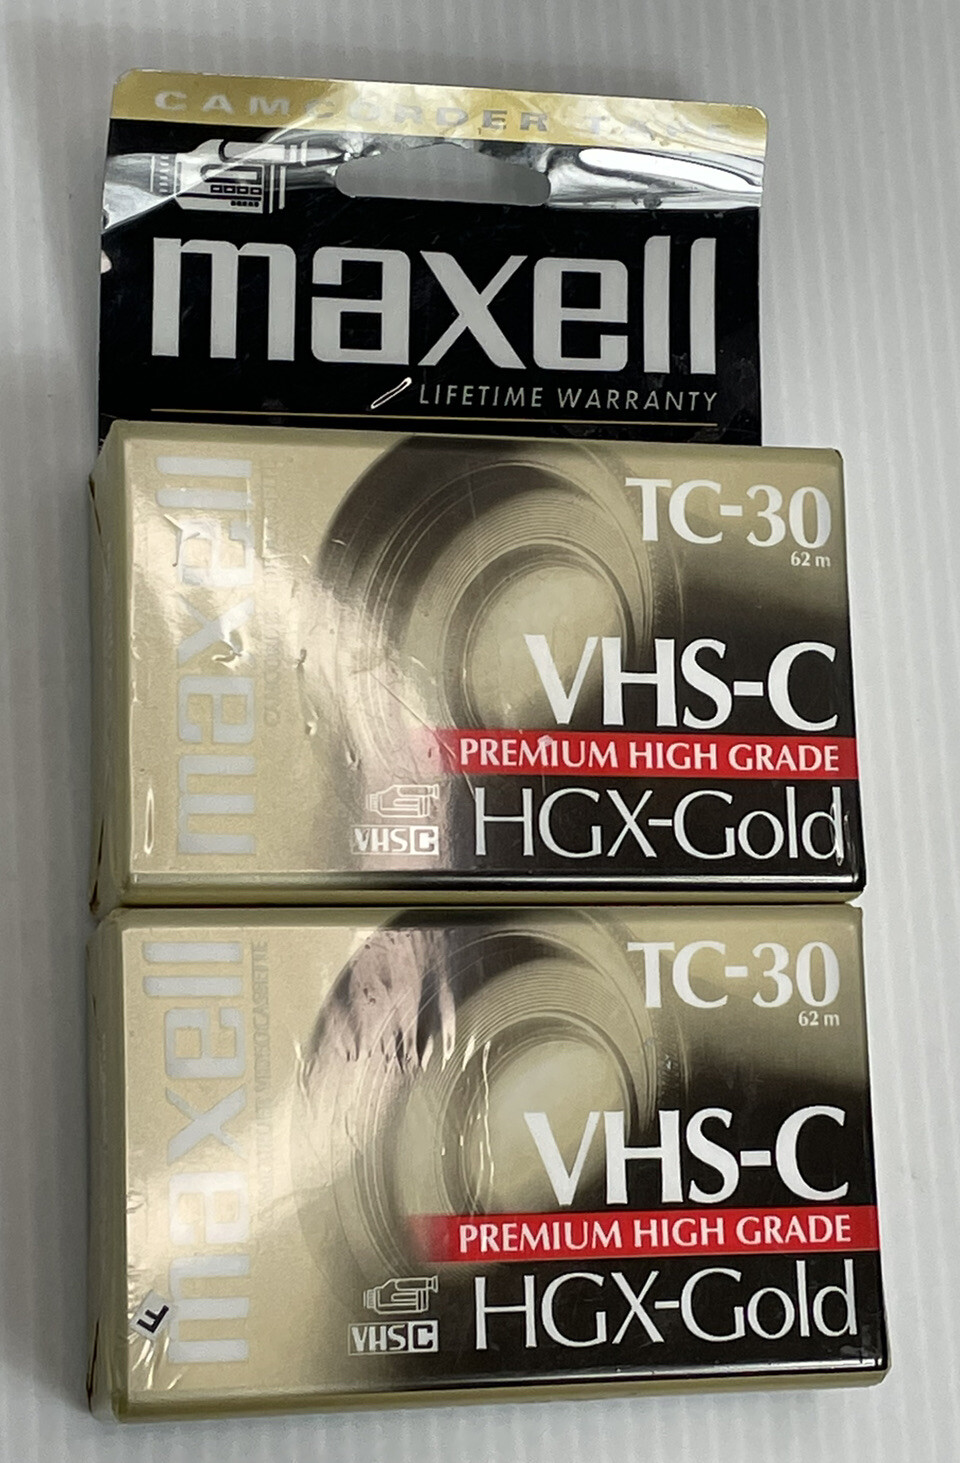 CAMCORDER TAPE
maxell
LIFETIME WARRANTY
maxell
TC-30
62 m
VHS-C
PREMIUM HIGH GRADE
VHS C
HGX-Gold
maxell
VIDEOCASSETTE
TC-30
62 m
VHS-C
PREMIUM HIGH GRADE
VHS C
HGX-Gold
F